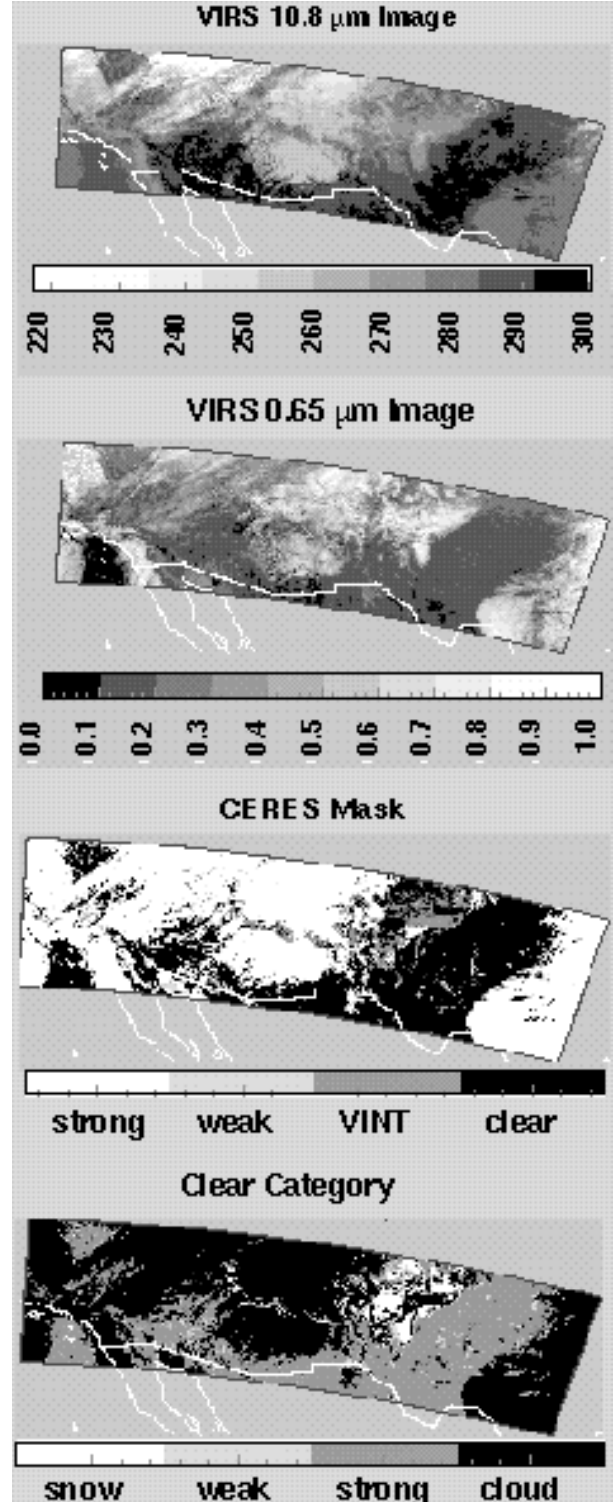 VIRS 10.8 μm Image
220 230 240 250 260 270 280 290 300
VIRS 0.65 μm Image
0.0 0.1 0.2 0.3 0.4 0.5 0.6 0.7 0.8 0.9 1.0
CERES Mask
strong weak VINT clear
Clear Category
snow weak strong cloud